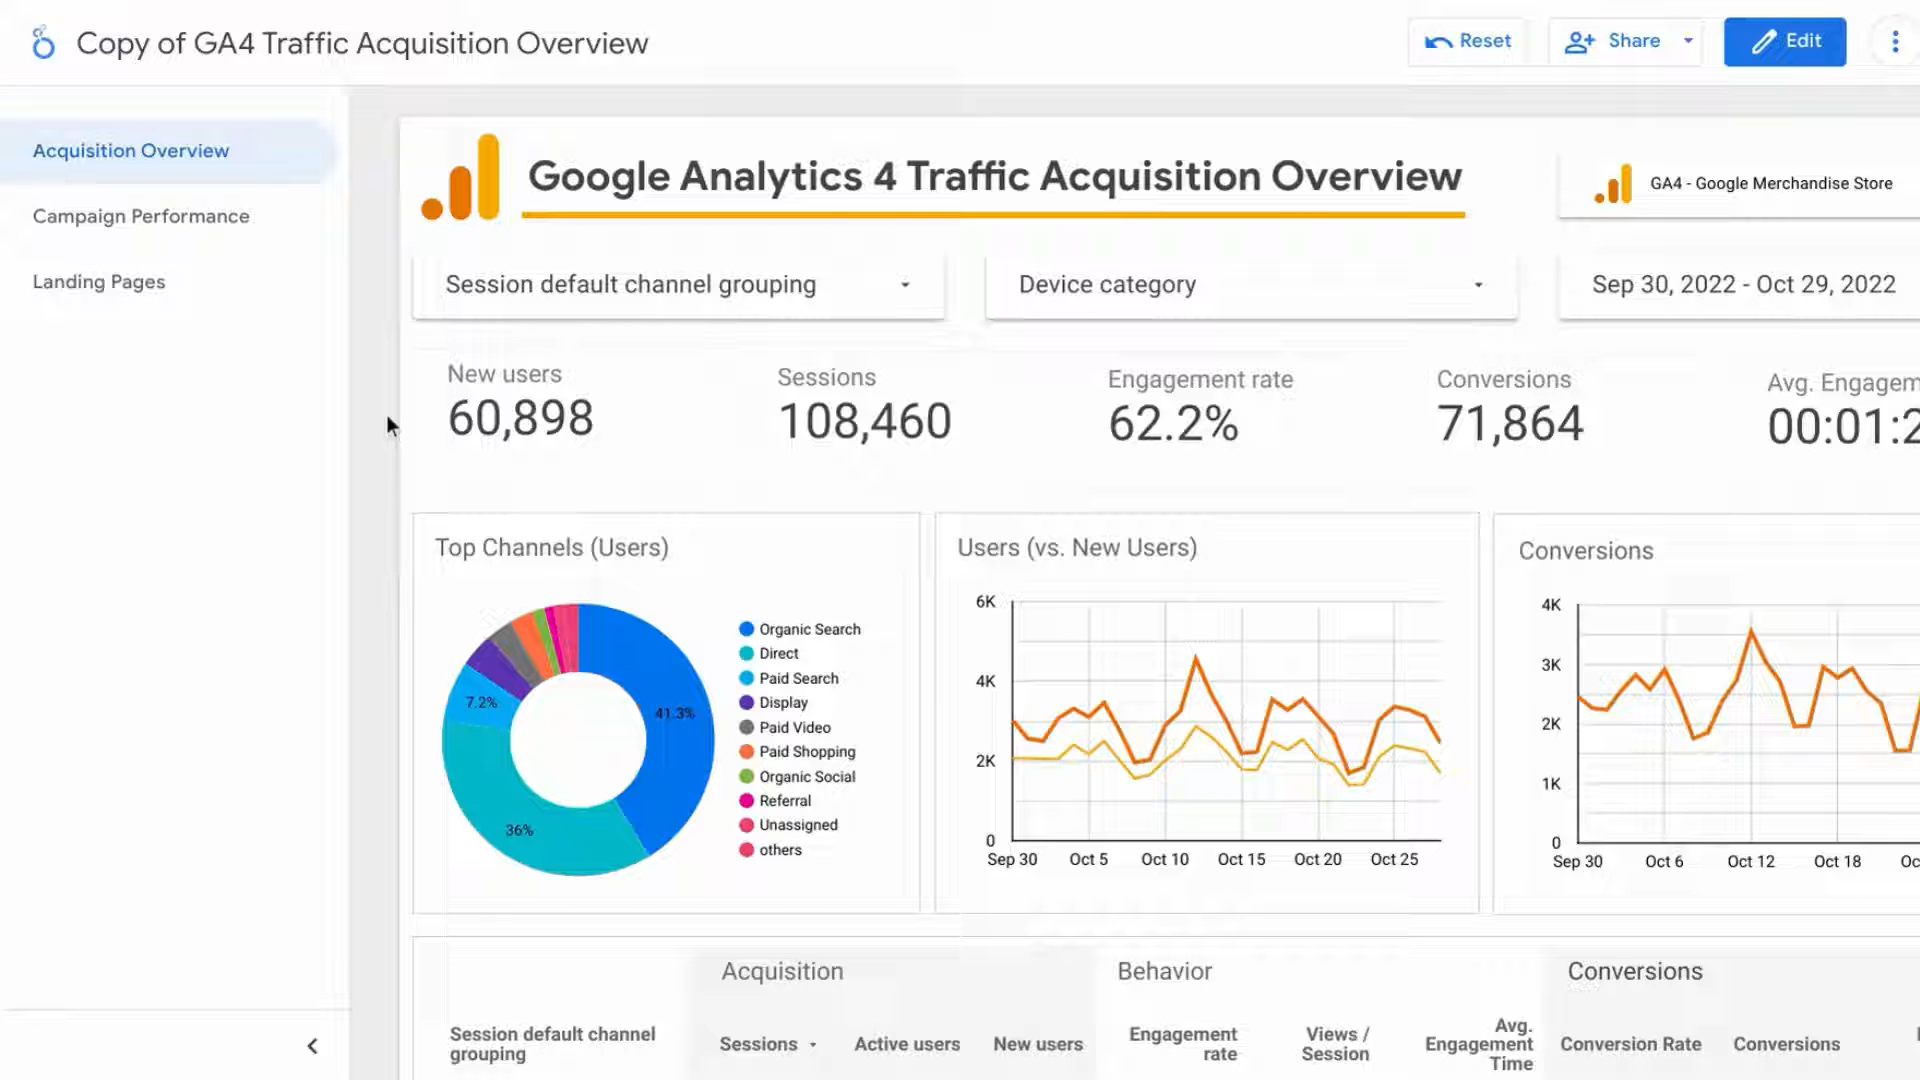 Copy of GA4 Traffic Acquisition Overview
Reset
Share
Edit
Acquisition Overview
Campaign Performance
Landing Pages
Google Analytics 4 Traffic Acquisition Overview
GA4 - Google Merchandise Store
Session default channel grouping
Device category
Sep 30, 2022 - Oct 29, 2022
New users
60,898
Sessions
108,460
Engagement rate
62.2%
Conversions
71,864
Avg. Engagem
00:01:2
Top Channels (Users)
41.3%
36%
7.2%
Organic Search
Direct
Paid Search
Display
Paid Video
Paid Shopping
Organic Social
Referral
Unassigned
others
Users (vs. New Users)
6K
4K
2K
0
Sep 30 Oct 5 Oct 10 Oct 15 Oct 20 Oct 25
Conversions
4K
3K
2K
1K
0
Sep 30 Oct 6 Oct 12 Oct 18 Oc
Acquisition
Behavior
Conversions
Session default channel
grouping
Sessions
Active users
New users
Engagement
rate
Views /
Session
Avg.
Engagement
Time
Conversion Rate
Conversions